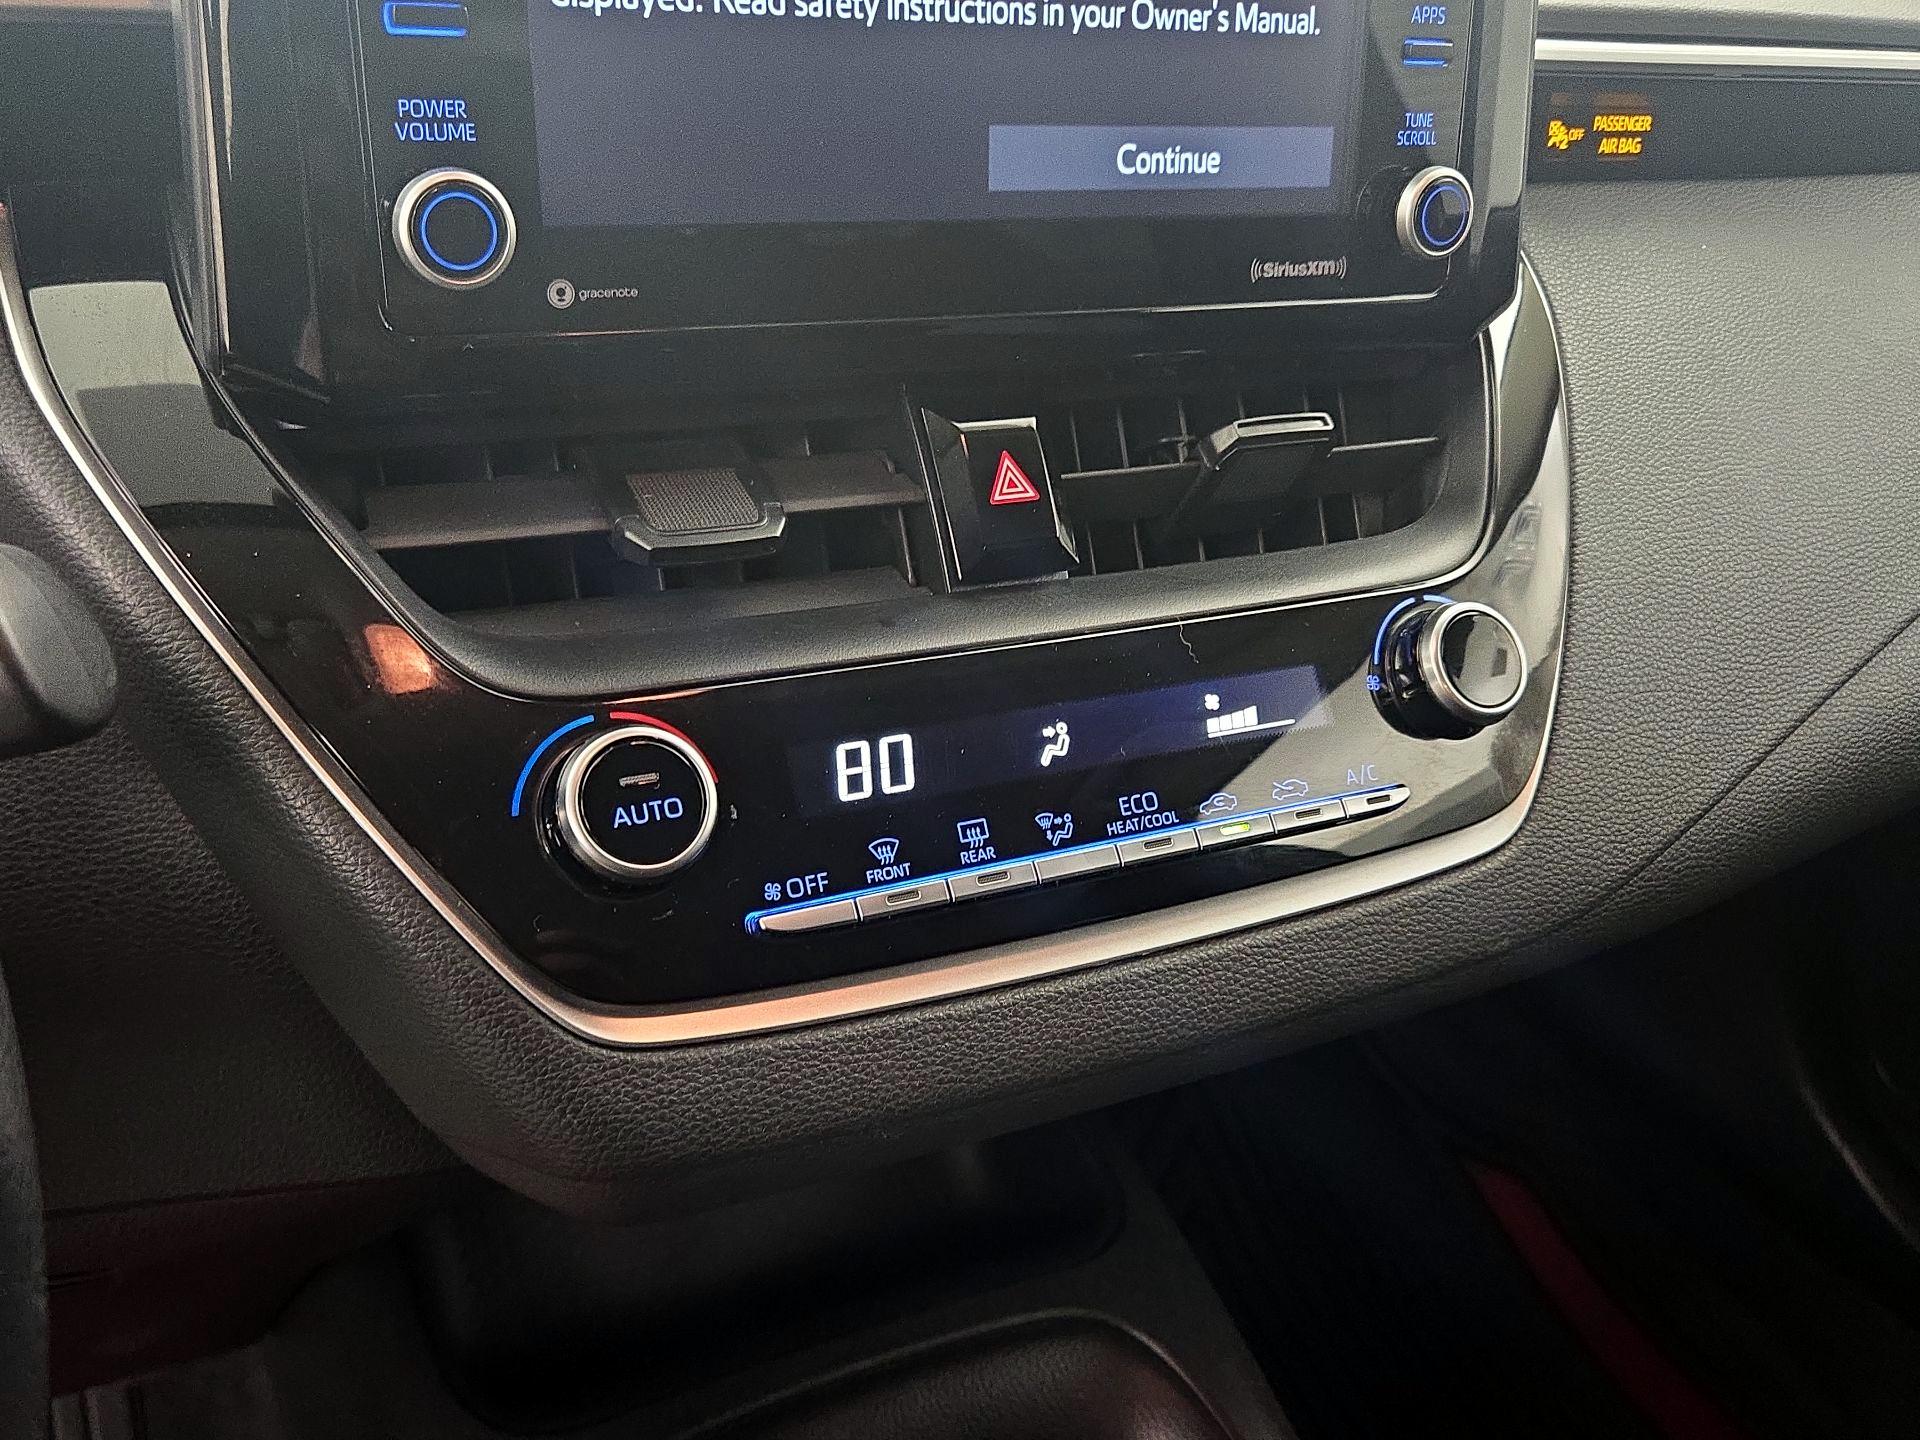 displayed. Read safety instructions in your Owner's Manual.
APPS
POWER
VOLUME
TUNE
SCROLL
Continue
OFF
PASSENGER
AIR BAG
gracenote
((SiriusXM))
80
AUTO
OFF
FRONT
REAR
ECO
HEAT/COOL
A/C